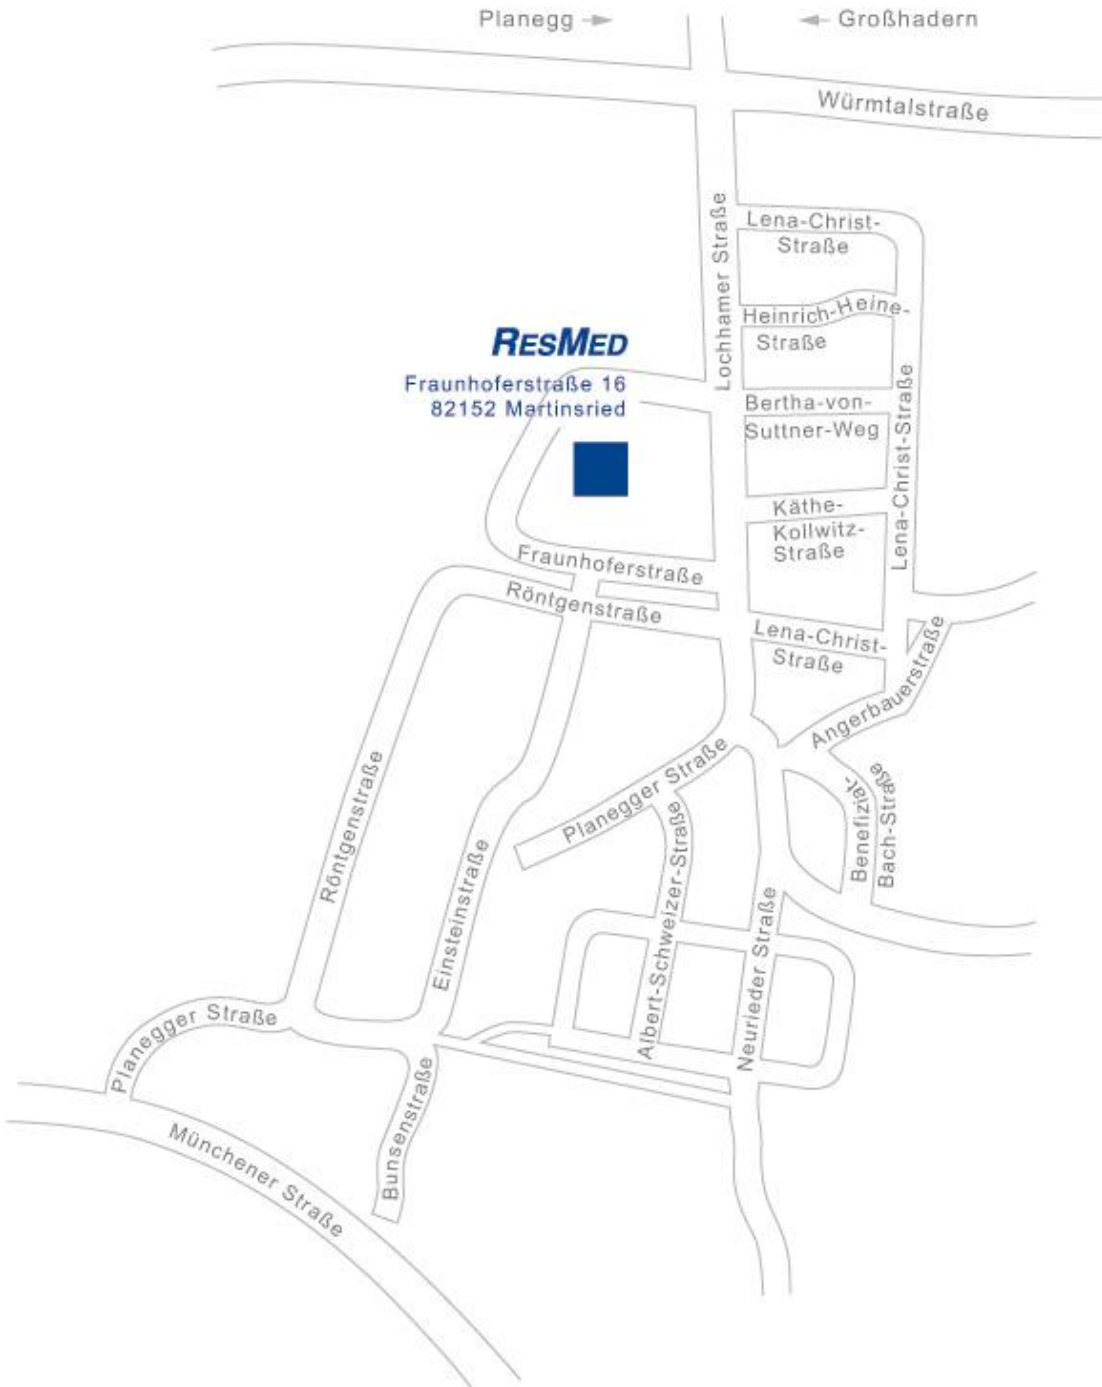 Planegg
Großhadern
Würmtalstraße
Lochhamer Straße
Lena-Christ-
Straße
Heinrich-Heine-
Straße
RESMED
Fraunhoferstraße 16
82152 Martinsried
Bertha-von-
Suttner-Weg
Lena-Christ-Straße
Käthe-
Kollwitz-
Straße
Fraunhoferstraße
Röntgenstraße
Lena-Christ-
Straße
Angerbauerstraße
Planegger Straße
Benefiziat-
Bach-Straße
Röntgenstraße
Einsteinstraße
Albert-Schweizer-Straße
Neurieder Straße
Planegger Straße
Bunsenstraße
Münchener Straße